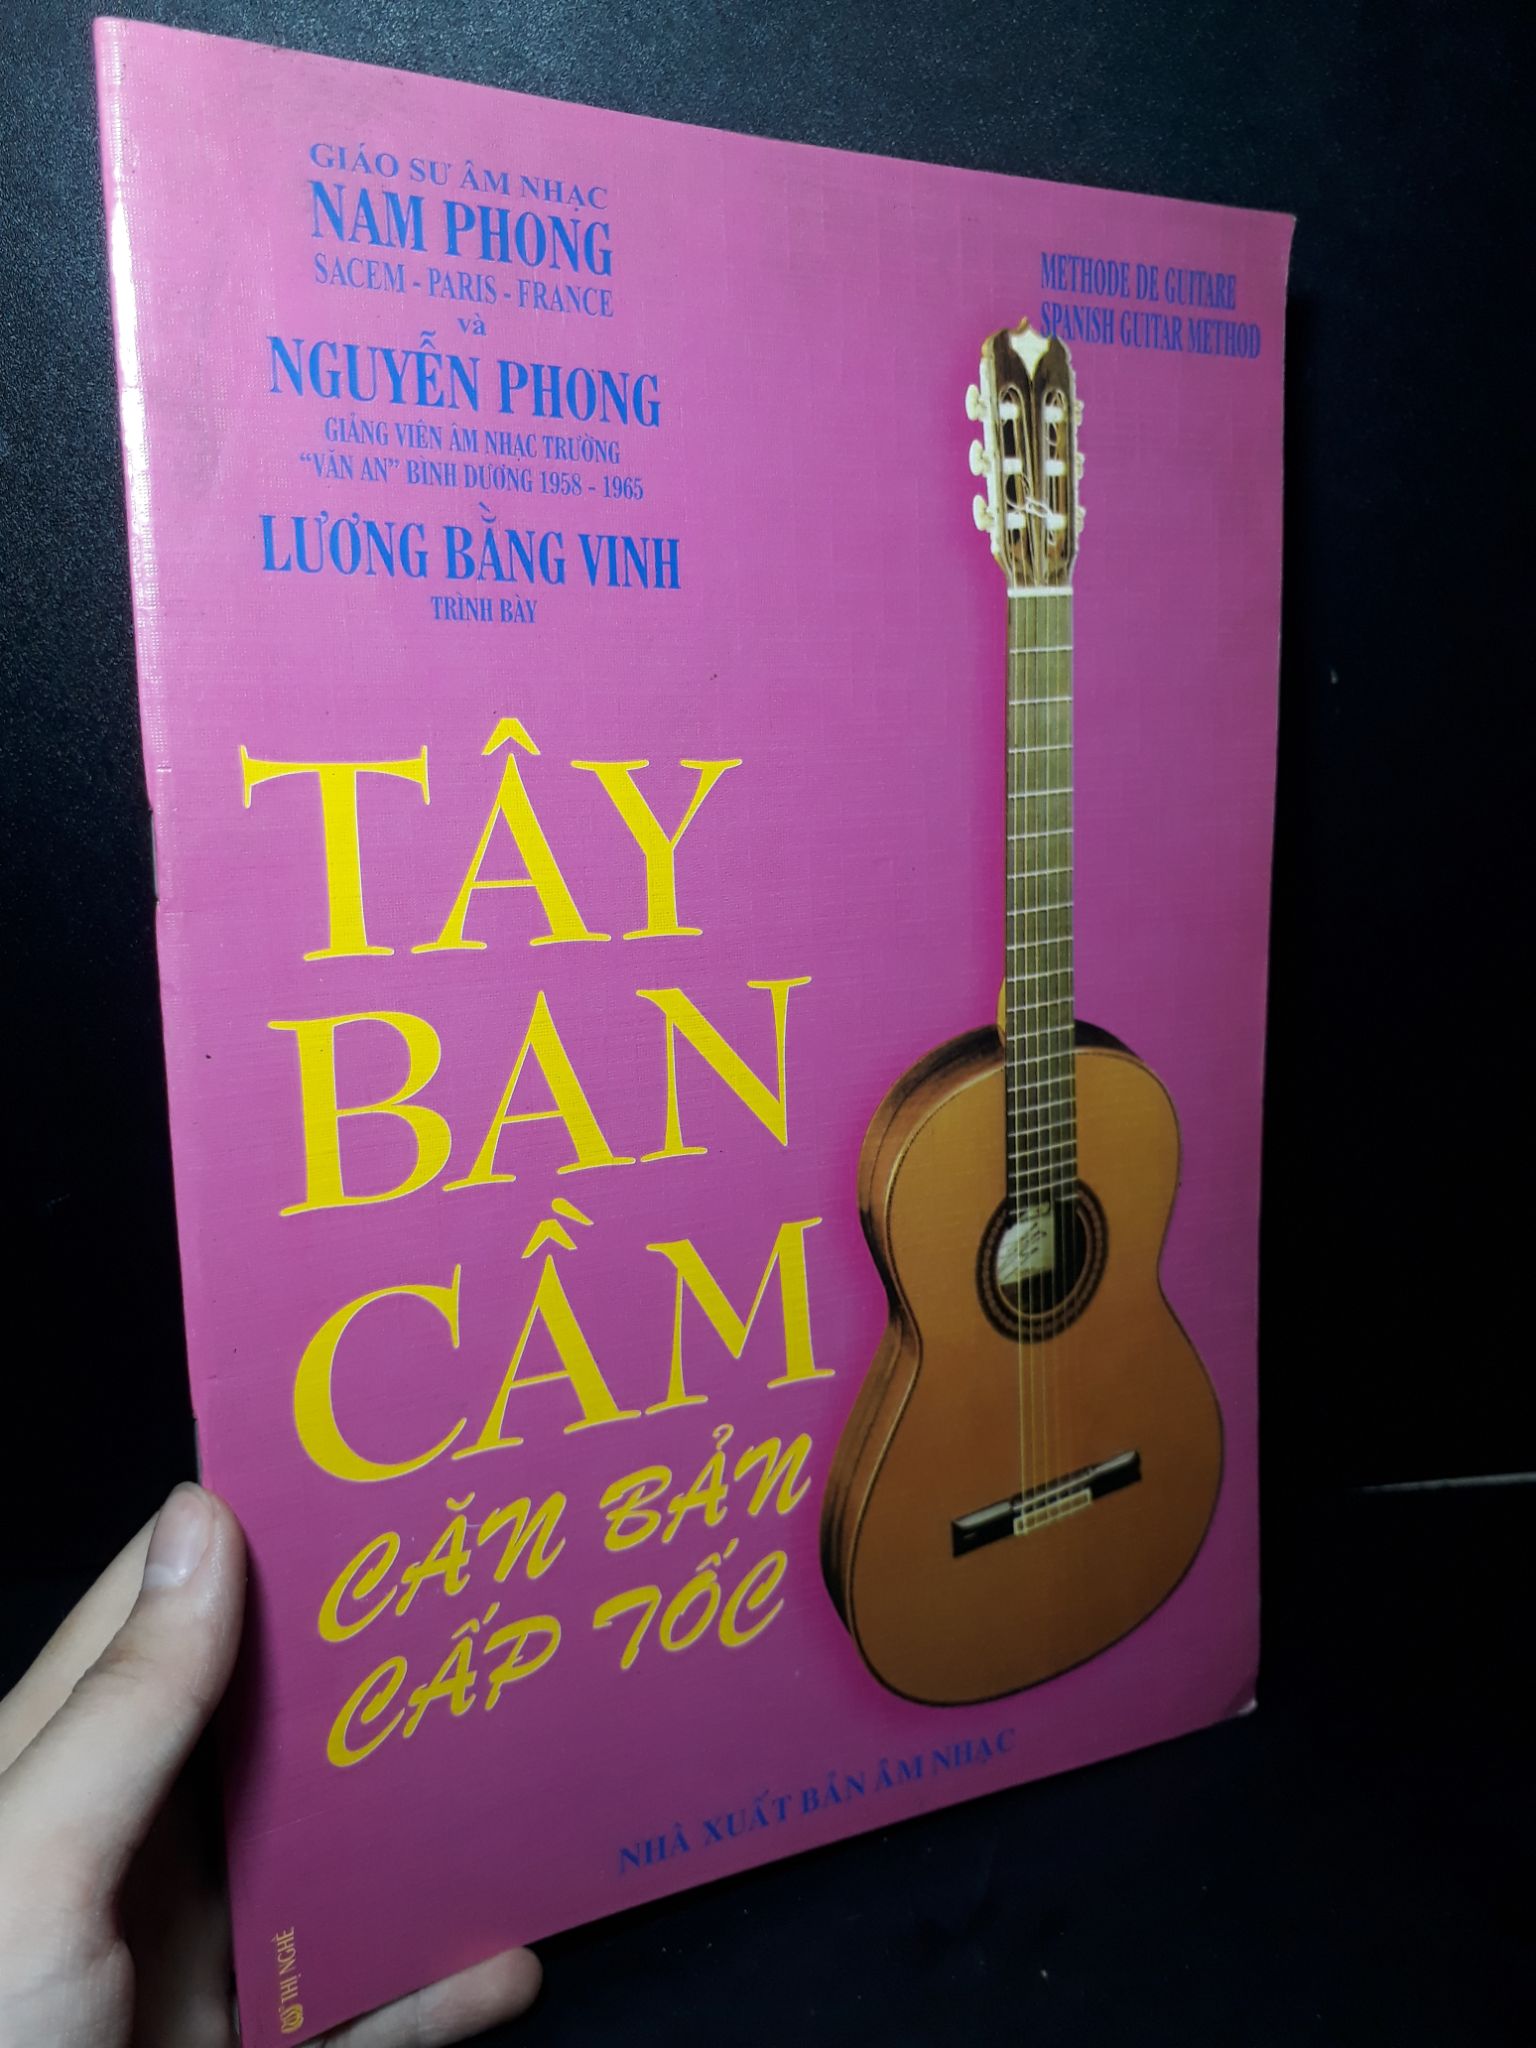 GIÁO SƯ ÂM NHẠC
NAM PHONG
SACEM - PARIS - FRANCE
và
NGUYỄN PHONG
GIẢNG VIÊN ÂM NHẠC TRƯỜNG
“VĂN AN” BÌNH DƯƠNG 1958 - 1965
LƯƠNG BẰNG VINH
TRÌNH BÀY
METHODE DE GUITARE
SPANISH GUITAR METHOD
TÂY
BAN
CẦM
CĂN BẢN
CẤP TỐC
NHÀ XUẤT BẢN ÂM NHẠC
THỊ NGHÈ